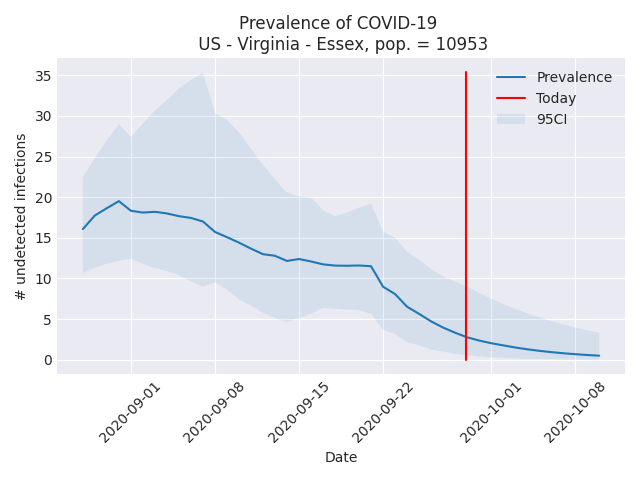 Prevalence of COVID-19
US - Virginia - Essex, pop. = 10953
Prevalence
Today
95CI
# undetected infections
35
30
25
20
15
10
5
0
2020-09-01
2020-09-08
2020-09-15
2020-09-22
2020-10-01
2020-10-08
Date